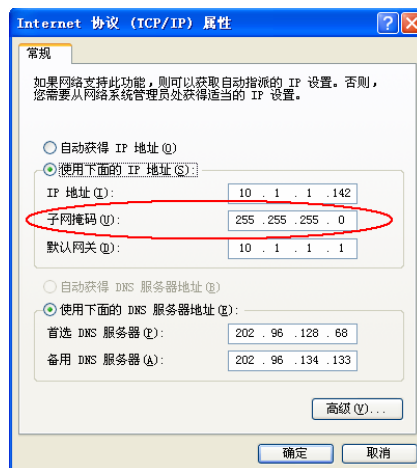 Internet 协议 (TCP/IP) 属性
常规
如果网络支持此功能，则可以获取自动指派的 IP 设置。否则，
您需要从网络系统管理员处获得适当的 IP 设置。
自动获得 IP 地址(O)
使用下面的 IP 地址(S):
IP 地址(I): 10 . 1 . 1 .142
子网掩码(U): 255 .255 .255 . 0
默认网关(D): 10 . 1 . 1 . 1
自动获得 DNS 服务器地址(B)
使用下面的 DNS 服务器地址(E):
首选 DNS 服务器(P): 202 . 96 .128 . 68
备用 DNS 服务器(A): 202 . 96 .134 .133
高级(V)...
确定 取消